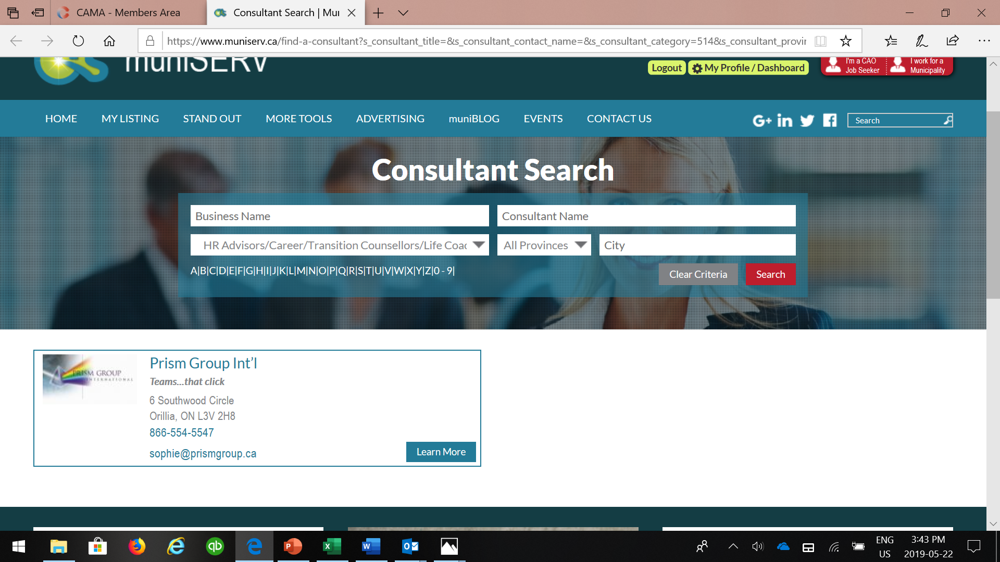 CAMA - Members Area
Consultant Search | Mu
https://www.muniserv.ca/find-a-consultant?s_consultant_title=&s_consultant_contact_name=&s_consultant_category=514&s_consultant_provin
muniSERV
Logout
My Profile / Dashboard
I'm a CAO
Job Seeker
I work for a
Municipality
HOME
MY LISTING
STAND OUT
MORE TOOLS
ADVERTISING
muniBLOG
EVENTS
CONTACT US
G+ in
Search
Consultant Search
Business Name
Consultant Name
HR Advisors/Career/Transition Counsellors/Life Coac
All Provinces
City
A|B|C|D|E|F|G|H|I|J|K|L|M|N|O|P|Q|R|S|T|U|V|W|X|Y|Z|0 - 9|
Clear Criteria
Search
PRISM GROUP
INTERNATIONAL
Prism Group Int’l
Teams...that click
6 Southwood Circle
Orillia, ON L3V 2H8
866-554-5547
sophie@prismgroup.ca
Learn More
ENG
US
3:43 PM
2019-05-22